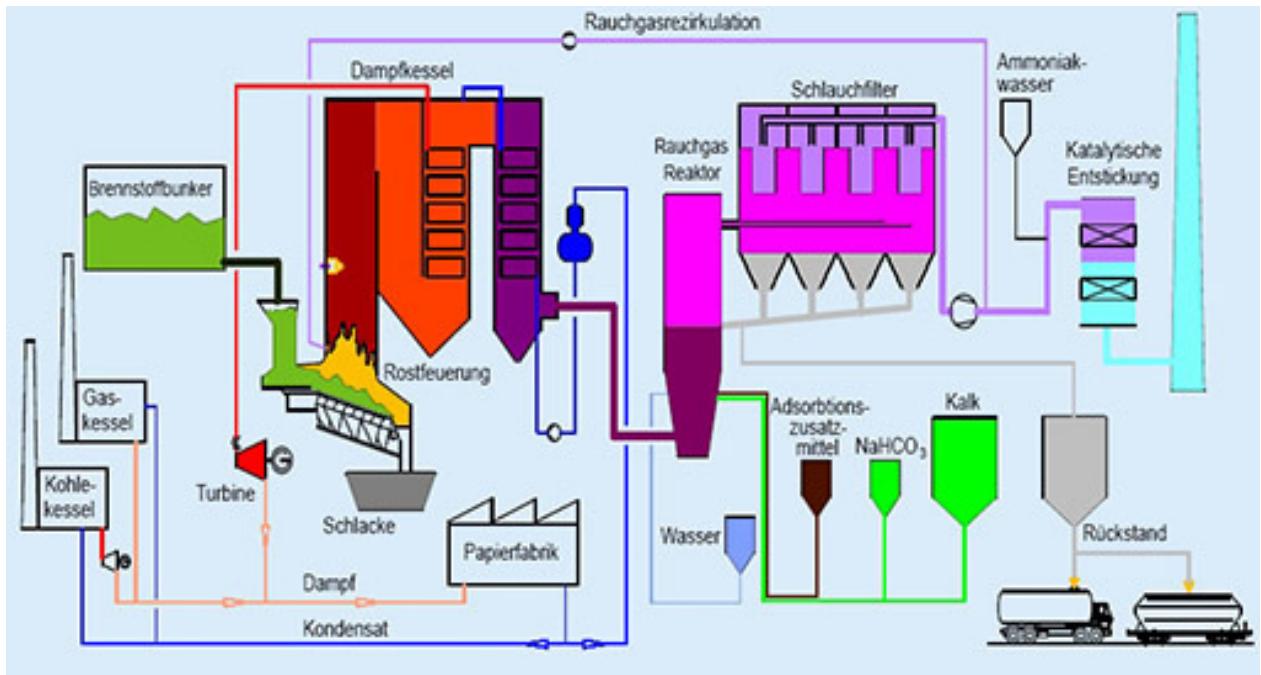 Rauchgasrezirkulation
Dampfkessel
Ammoniak-
wasser
Schlauchfilter
Rauchgas
Reaktor
Katalytische
Entstickung
Brennstoffbunker
Rostfeuerung
Gas-
kessel
Adsorbtions-
zusatz-
mittel
Kalk
NaHCO3
Kohle-
kessel
G
Turbine
Schlacke
Papierfabrik
Wasser
Rückstand
Dampf
Kondensat